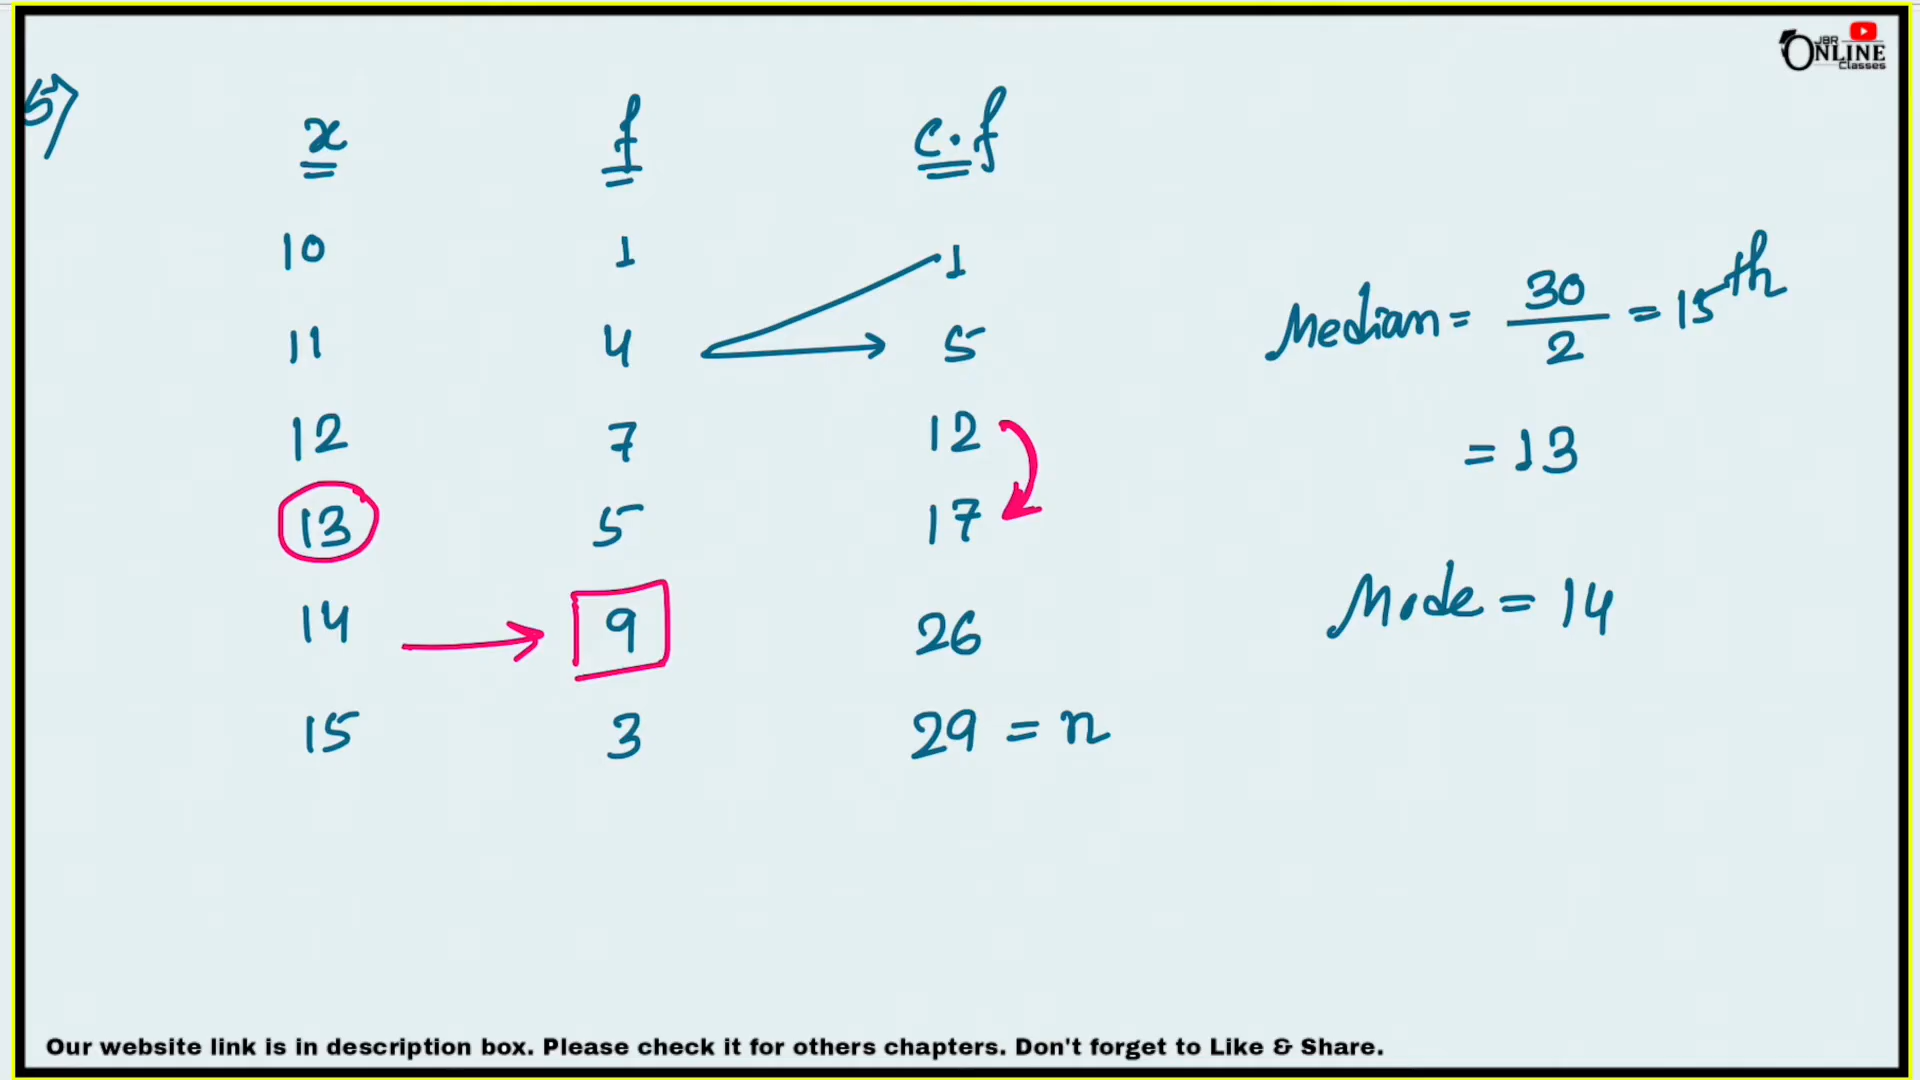 5)
x f c.f
10 1 1
11 4 5
12 7 12
13 5 17
14 9 26
15 3 29 = n
Median = 30/2 = 15th
= 13
Mode = 14
JBR
ONLINE
Classes
Our website link is in description box. Please check it for others chapters. Don't forget to Like & Share.